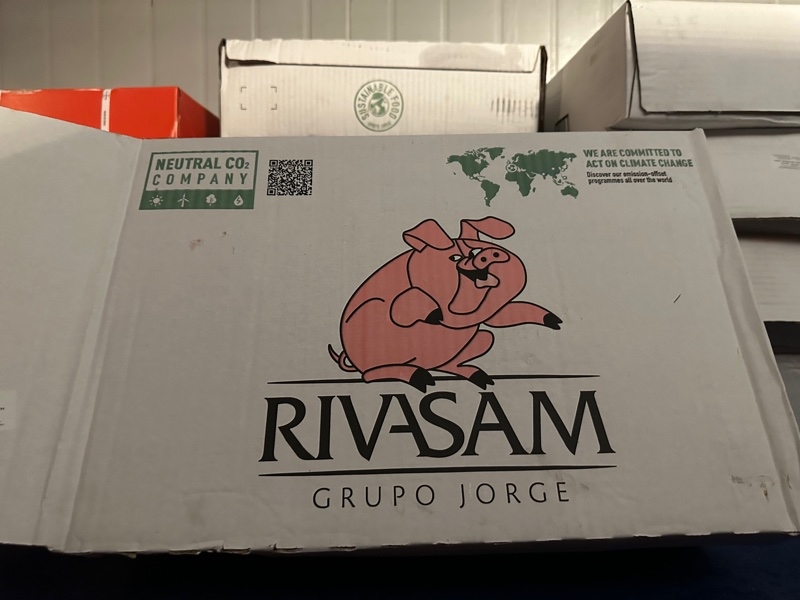 SUSTAINABLE FOOD
NEUTRAL CO₂
COMPANY
WE ARE COMMITTED TO
ACT ON CLIMATE CHANGE
Discover our emission-offset
programmes all over the world
RIVASAM
GRUPO JORGE